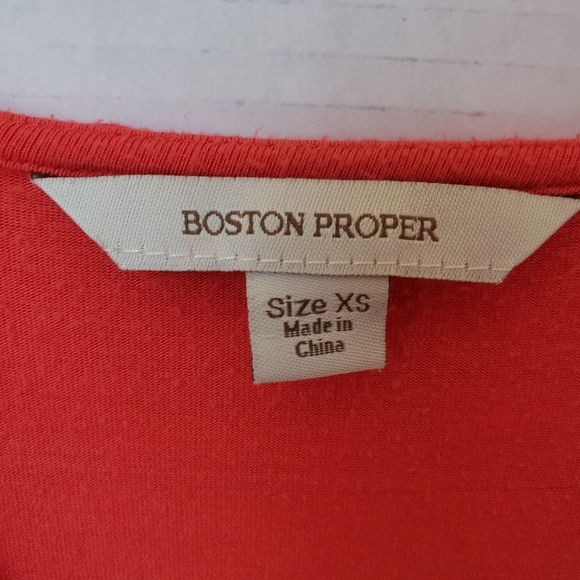 BOSTON PROPER
Size XS
Made in
China